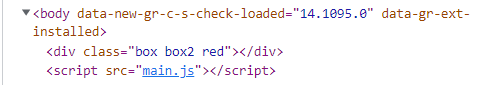 <body data-new-gr-c-s-check-loaded="14.1095.0" data-gr-ext-
installed>
<div class="box box2 red"></div>
<script src="main.js"></script>